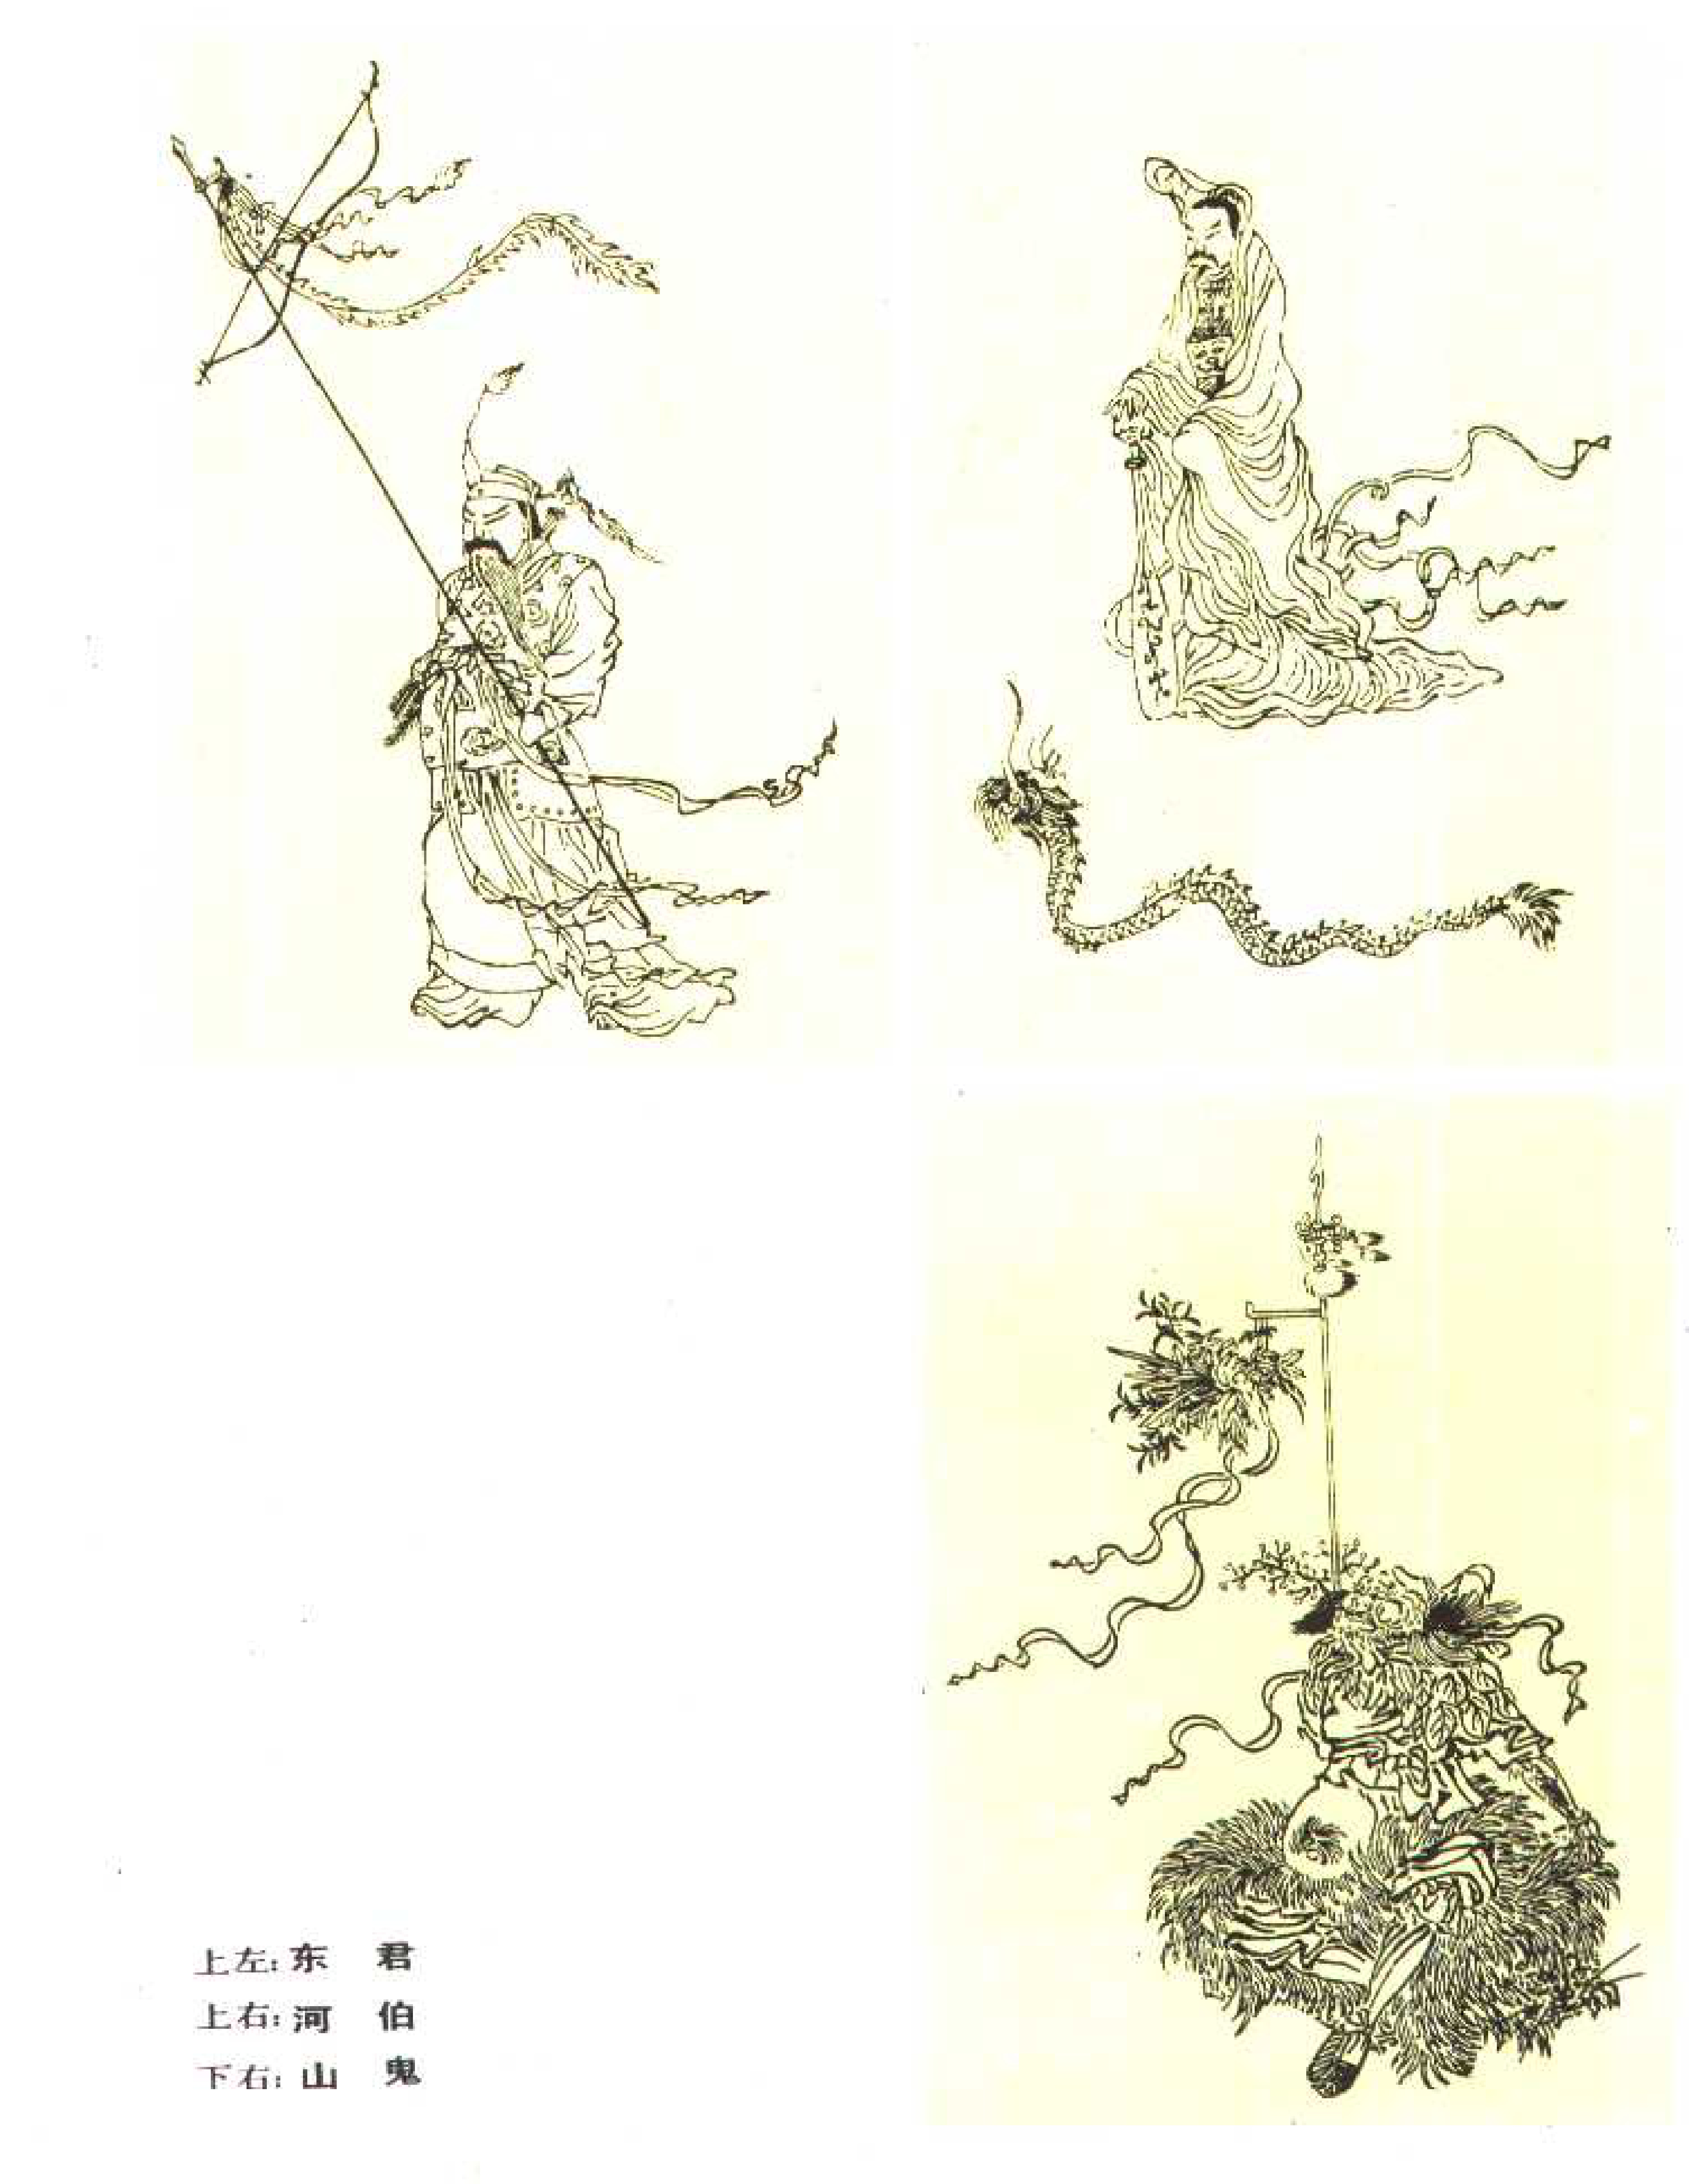 上左：东 君
上右：河 伯
下右：山 鬼